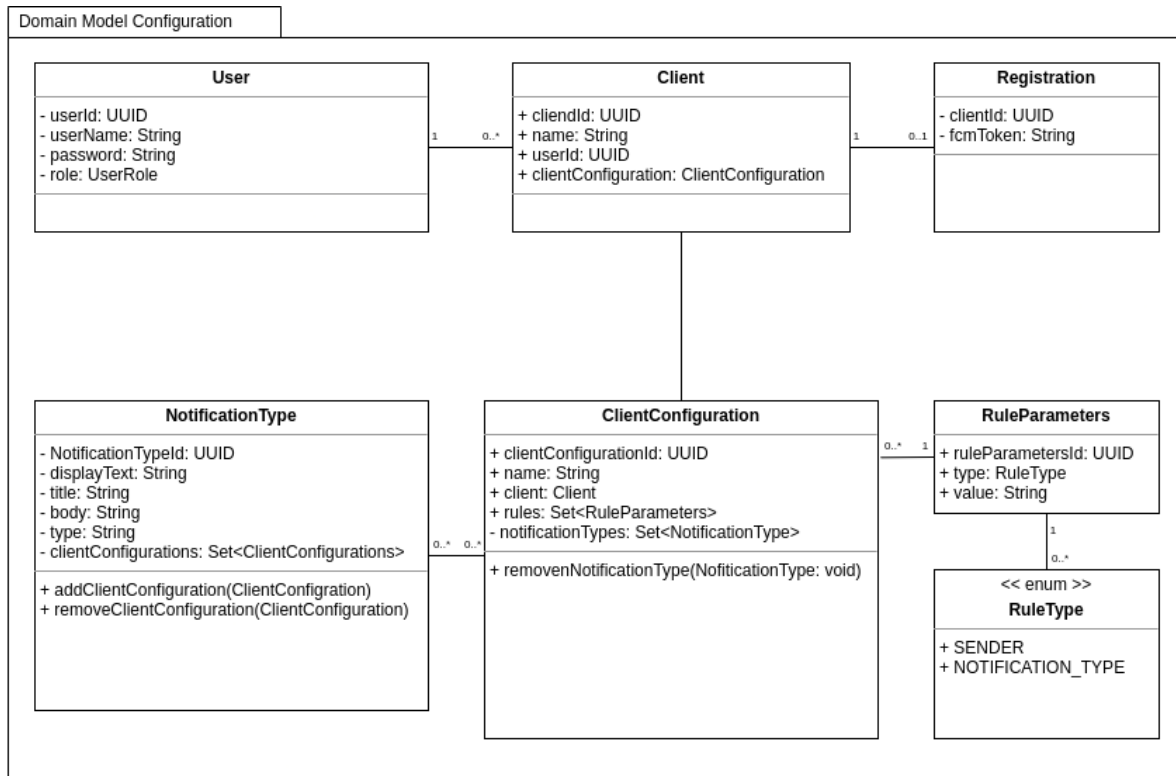 Domain Model Configuration
User
- userId: UUID
- userName: String
- password: String
- role: UserRole
1
0..*
Client
+ cliendId: UUID
+ name: String
+ userId: UUID
+ clientConfiguration: ClientConfiguration
1
0..1
Registration
- clientId: UUID
- fcmToken: String
NotificationType
- NotificationTypeId: UUID
- displayText: String
- title: String
- body: String
- type: String
- clientConfigurations: Set<ClientConfigurations>
+ addClientConfiguration(ClientConfigration)
+ removeClientConfiguration(ClientConfiguration)
0..*
0..*
ClientConfiguration
+ clientConfigurationId: UUID
+ name: String
+ client: Client
+ rules: Set<RuleParameters>
- notificationTypes: Set<NotificationType>
+ removenNotificationType(NofiticationType: void)
0..*
1
RuleParameters
+ ruleParametersId: UUID
+ type: RuleType
+ value: String
1
0..*
<< enum >>
RuleType
+ SENDER
+ NOTIFICATION_TYPE